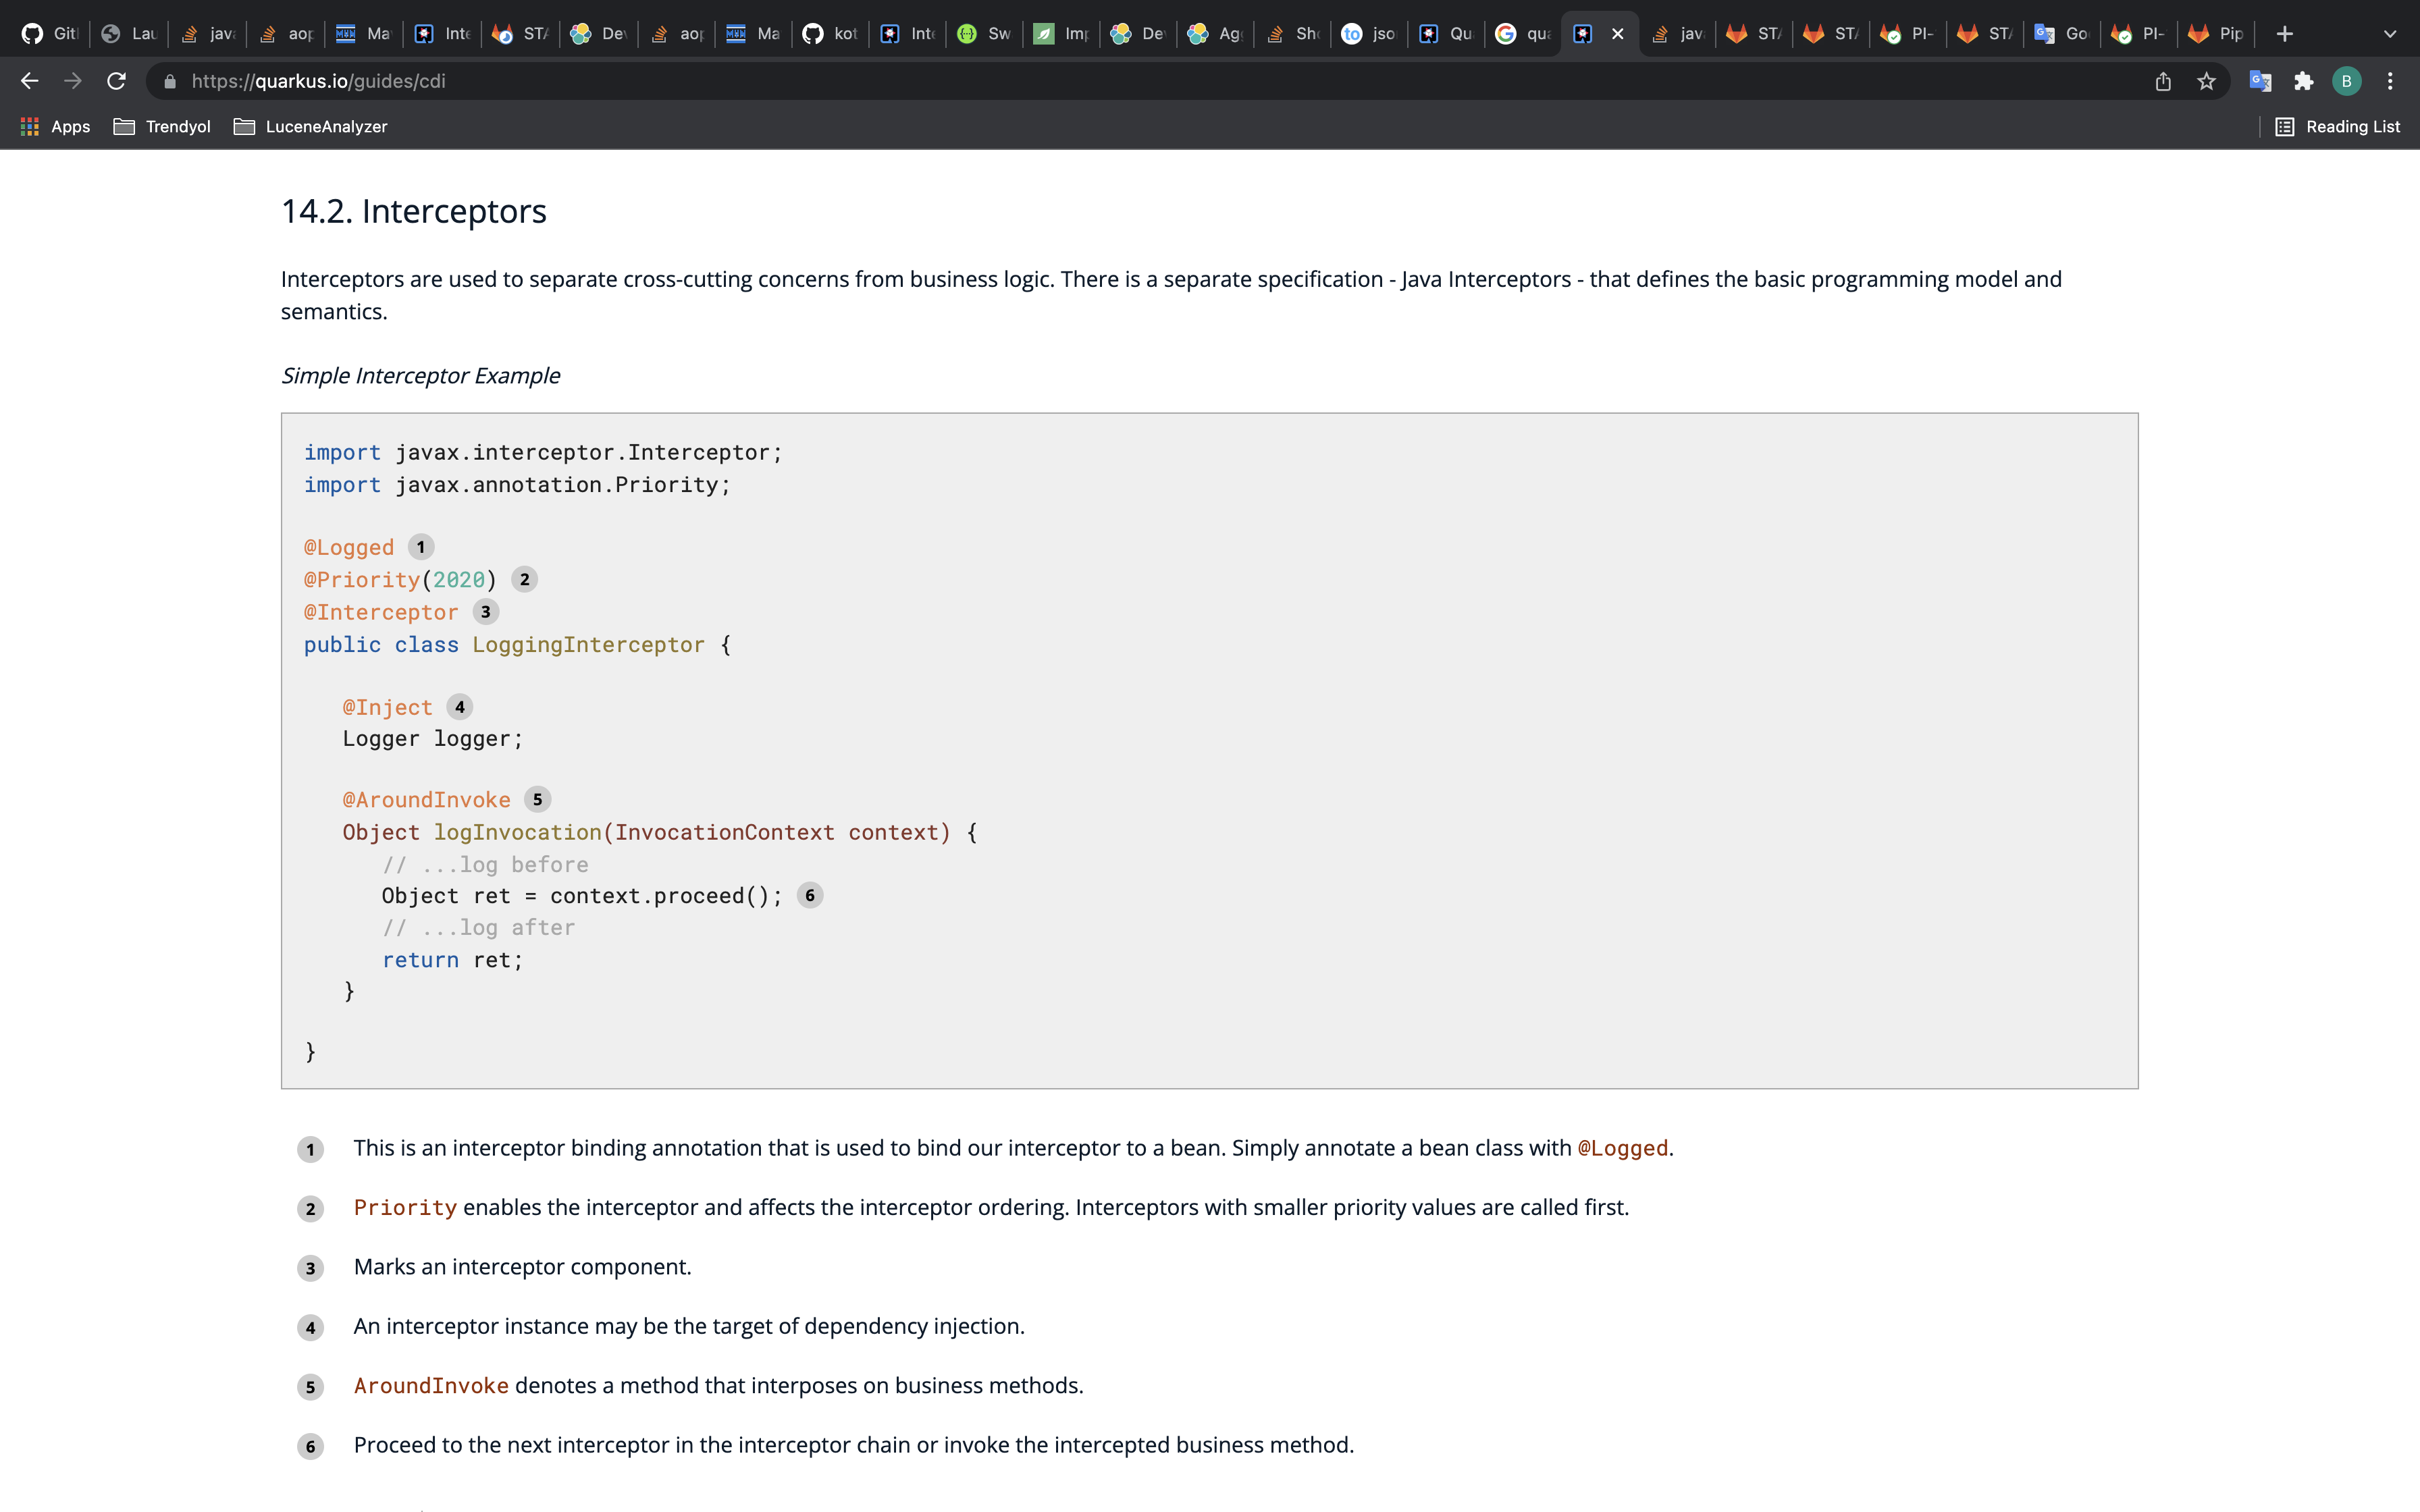 Git Lau java aop Ma Inte STA Dev aop Ma kot Inte Sw Imp De Ag Sho to jso Qu G qua jav STA STA PI- STA Go PI- Pip
https://quarkus.io/guides/cdi B
Apps Trendyol LuceneAnalyzer Reading List
14.2. Interceptors
Interceptors are used to separate cross-cutting concerns from business logic. There is a separate specification - Java Interceptors - that defines the basic programming model and
semantics.
Simple Interceptor Example
import javax.interceptor.Interceptor;
import javax.annotation.Priority;
@Logged 1
@Priority(2020) 2
@Interceptor 3
public class LoggingInterceptor {
@Inject 4
Logger logger;
@AroundInvoke 5
Object logInvocation(InvocationContext context) {
// ...log before
Object ret = context.proceed(); 6
// ...log after
return ret;
}
}
1 This is an interceptor binding annotation that is used to bind our interceptor to a bean. Simply annotate a bean class with @Logged.
2 Priority enables the interceptor and affects the interceptor ordering. Interceptors with smaller priority values are called first.
3 Marks an interceptor component.
4 An interceptor instance may be the target of dependency injection.
5 AroundInvoke denotes a method that interposes on business methods.
6 Proceed to the next interceptor in the interceptor chain or invoke the intercepted business method.